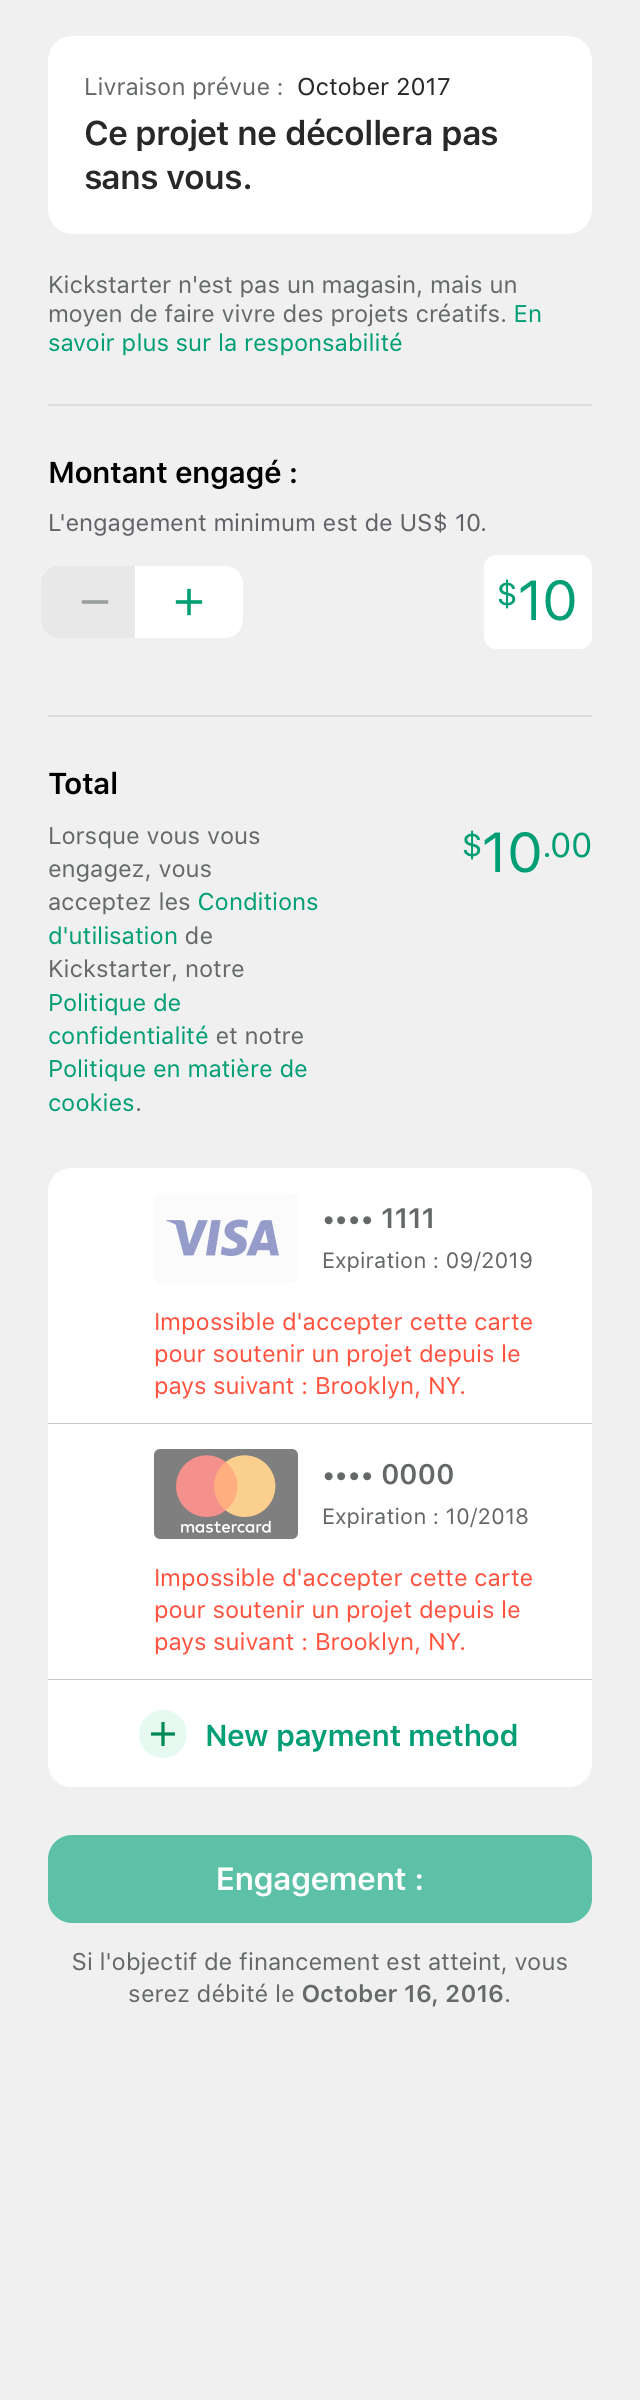 Livraison prévue : October 2017
Ce projet ne décollera pas
sans vous.
Kickstarter n'est pas un magasin, mais un
moyen de faire vivre des projets créatifs. En
savoir plus sur la responsabilité
Montant engagé :
L'engagement minimum est de US$ 10.
− +
$10
Total
Lorsque vous vous
engagez, vous
acceptez les Conditions
d'utilisation de
Kickstarter, notre
Politique de
confidentialité et notre
Politique en matière de
cookies.
$10.00
VISA
•••• 1111
Expiration : 09/2019
Impossible d'accepter cette carte
pour soutenir un projet depuis le
pays suivant : Brooklyn, NY.
mastercard
•••• 0000
Expiration : 10/2018
Impossible d'accepter cette carte
pour soutenir un projet depuis le
pays suivant : Brooklyn, NY.
+ New payment method
Engagement :
Si l'objectif de financement est atteint, vous
serez débité le October 16, 2016.